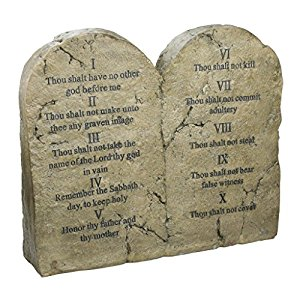 I
Thou shalt have no other
god before me
II
Thou shalt not make unto
thee any graven image
III
Thou shalt not take the
name of the Lord thy god
in vain
IV
Remember the Sabbath
day, to keep holy
V
Honor thy father and
thy mother
VI
Thou shalt not kill
VII
Thou shalt not commit
adultery
VIII
Thou shalt not steal
IX
Thou shalt not bear
false witness
X
Thou shalt not covet